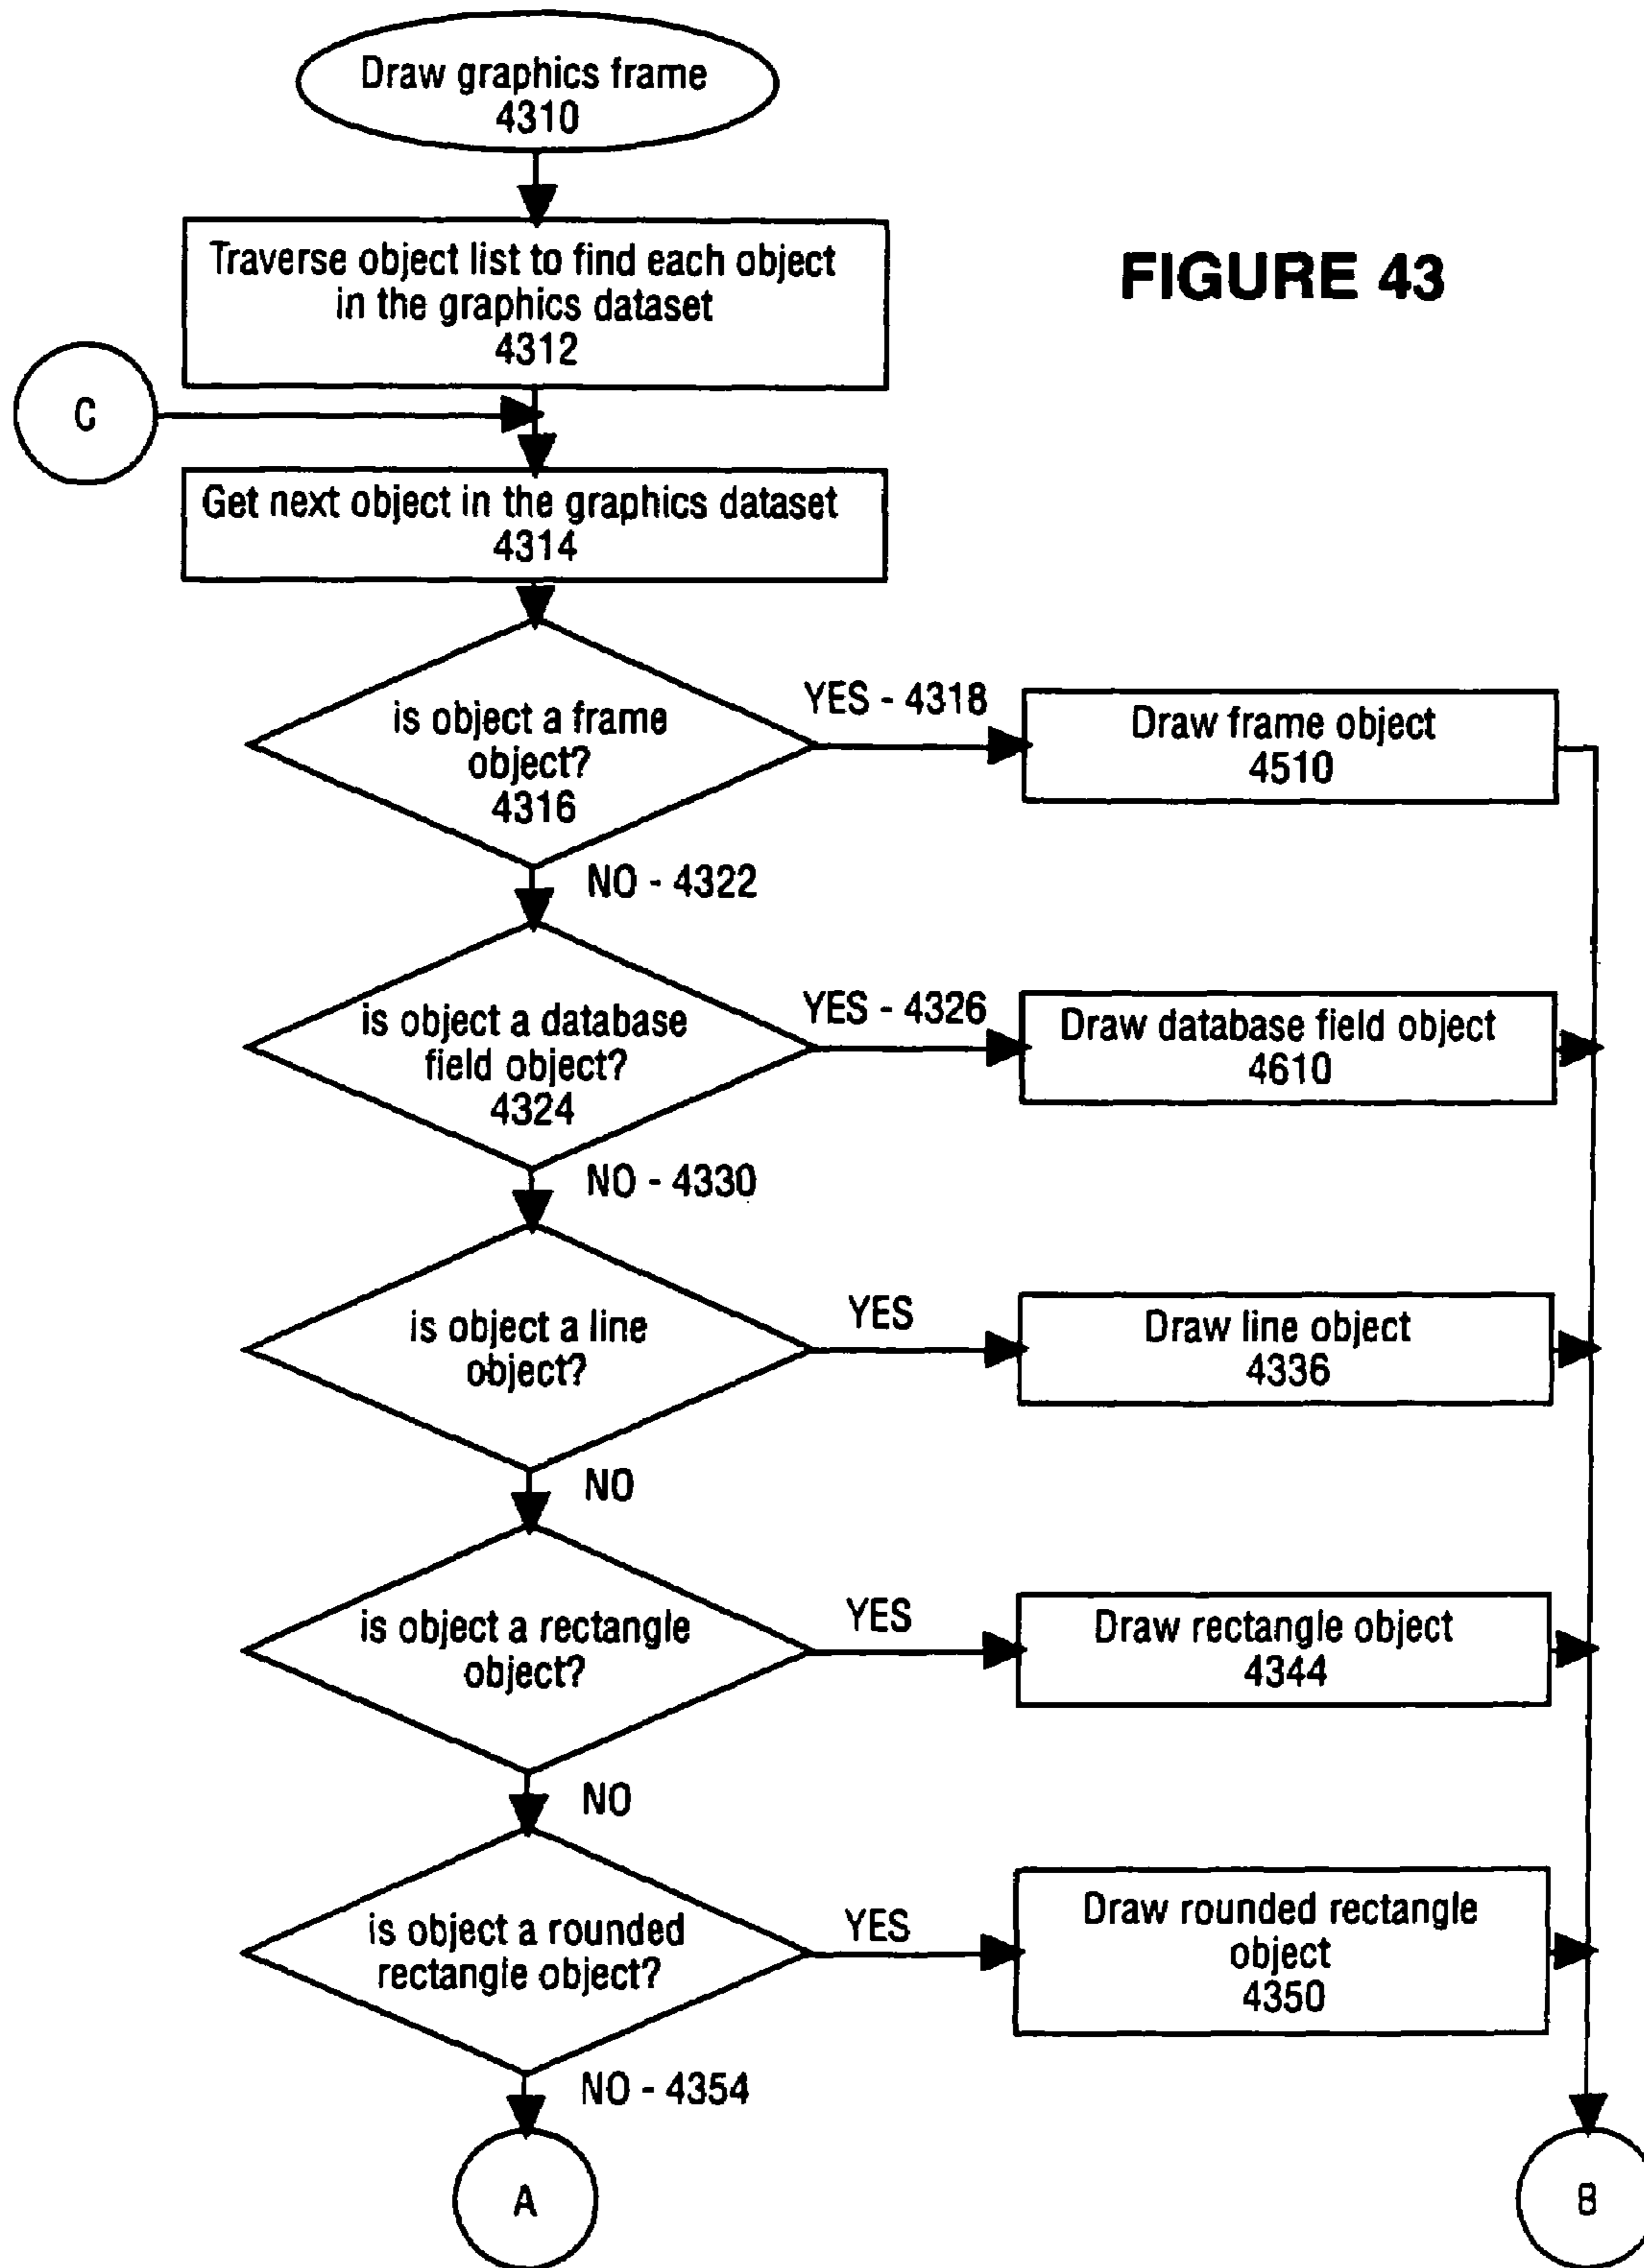 Draw graphics frame
4310
Traverse object list to find each object
in the graphics dataset
4312
FIGURE 43
C
Get next object in the graphics dataset
4314
is object a frame
object?
4316
YES - 4318
Draw frame object
4510
NO - 4322
is object a database
field object?
4324
YES - 4326
Draw database field object
4610
NO - 4330
is object a line
object?
YES
Draw line object
4336
NO
is object a rectangle
object?
YES
Draw rectangle object
4344
NO
is object a rounded
rectangle object?
YES
Draw rounded rectangle
object
4350
NO - 4354
A
B